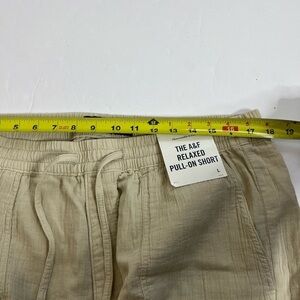 5 6 7 8 9 10 11 12 13 14 15 16 17 18 19
THE A&F
RELAXED
PULL-ON SHORT
L